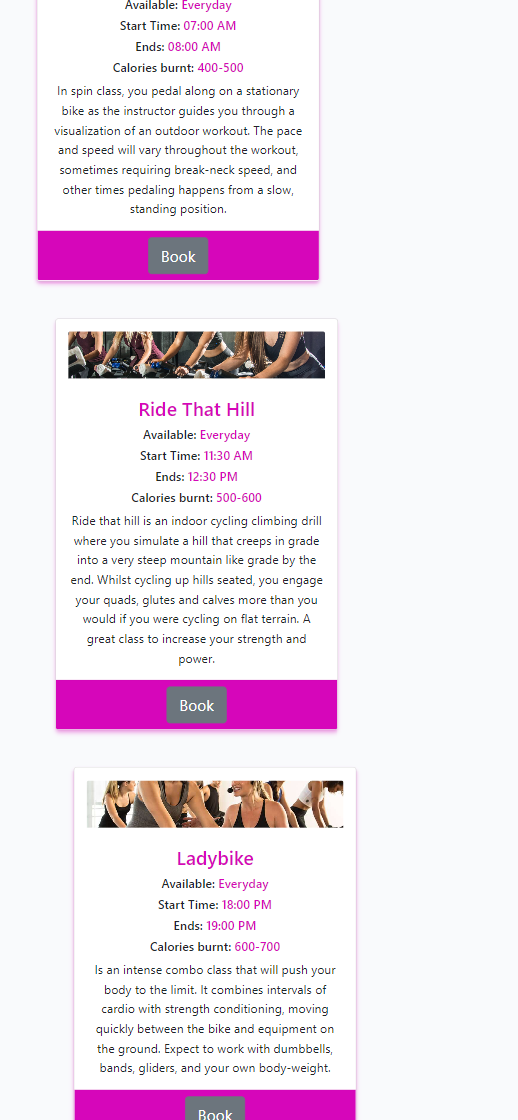 Available: Everyday
Start Time: 07:00 AM
Ends: 08:00 AM
Calories burnt: 400-500
In spin class, you pedal along on a stationary
bike as the instructor guides you through a
visualization of an outdoor workout. The pace
and speed will vary throughout the workout,
sometimes requiring break-neck speed, and
other times pedaling happens from a slow,
standing position.
Book
Ride That Hill
Available: Everyday
Start Time: 11:30 AM
Ends: 12:30 PM
Calories burnt: 500-600
Ride that hill is an indoor cycling climbing drill
where you simulate a hill that creeps in grade
into a very steep mountain like grade by the
end. Whilst cycling up hills seated, you engage
your quads, glutes and calves more than you
would if you were cycling on flat terrain. A
great class to increase your strength and
power.
Book
Ladybike
Available: Everyday
Start Time: 18:00 PM
Ends: 19:00 PM
Calories burnt: 600-700
Is an intense combo class that will push your
body to the limit. It combines intervals of
cardio with strength conditioning, moving
quickly between the bike and equipment on
the ground. Expect to work with dumbbells,
bands, gliders, and your own body-weight.
Book